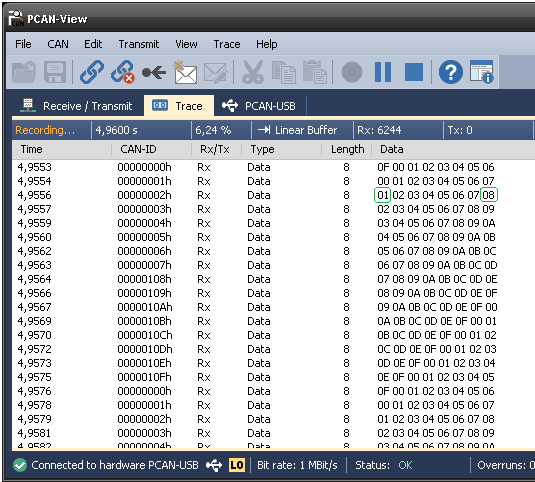 PCAN-View
File CAN Edit Transmit View Trace Help
Receive / Transmit Trace PCAN-USB
Recording... 4,9600 s 6,24 % Linear Buffer Rx: 6244 Tx: 0
Time CAN-ID Rx/Tx Type Length Data
4,9553 00000000h Rx Data 8 0F 00 01 02 03 04 05 06
4,9554 00000001h Rx Data 8 00 01 02 03 04 05 06 07
4,9556 00000002h Rx Data 8 01 02 03 04 05 06 07 08
4,9557 00000003h Rx Data 8 02 03 04 05 06 07 08 09
4,9559 00000004h Rx Data 8 03 04 05 06 07 08 09 0A
4,9560 00000005h Rx Data 8 04 05 06 07 08 09 0A 0B
4,9562 00000006h Rx Data 8 05 06 07 08 09 0A 0B 0C
4,9563 00000007h Rx Data 8 06 07 08 09 0A 0B 0C 0D
4,9564 00000108h Rx Data 8 07 08 09 0A 0B 0C 0D 0E
4,9566 00000109h Rx Data 8 08 09 0A 0B 0C 0D 0E 0F
4,9567 0000010Ah Rx Data 8 09 0A 0B 0C 0D 0E 0F 00
4,9569 0000010Bh Rx Data 8 0A 0B 0C 0D 0E 0F 00 01
4,9570 0000010Ch Rx Data 8 0B 0C 0D 0E 0F 00 01 02
4,9572 0000010Dh Rx Data 8 0C 0D 0E 0F 00 01 02 03
4,9573 0000010Eh Rx Data 8 0D 0E 0F 00 01 02 03 04
4,9575 0000010Fh Rx Data 8 0E 0F 00 01 02 03 04 05
4,9576 00000000h Rx Data 8 0F 00 01 02 03 04 05 06
4,9578 00000001h Rx Data 8 00 01 02 03 04 05 06 07
4,9579 00000002h Rx Data 8 01 02 03 04 05 06 07 08
4,9581 00000003h Rx Data 8 02 03 04 05 06 07 08 09
4,9582 00000004h Rx Data 8 03 04 05 06 07 08 09 0A
Connected to hardware PCAN-USB LO Bit rate: 1 MBit/s Status: OK Overruns: 0